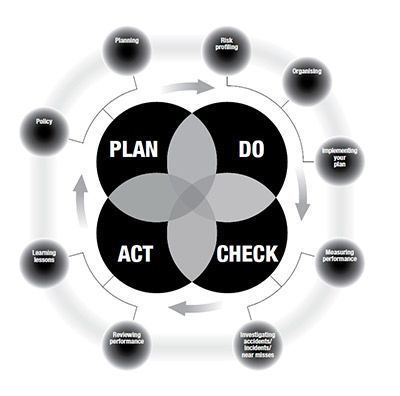 Planning
Risk
profiling
Organising
Policy
PLAN
DO
Implementing
your
plan
ACT
CHECK
Learning
lessons
Measuring
performance
Reviewing
performance
Investigating
accidents/
incidents/
near misses